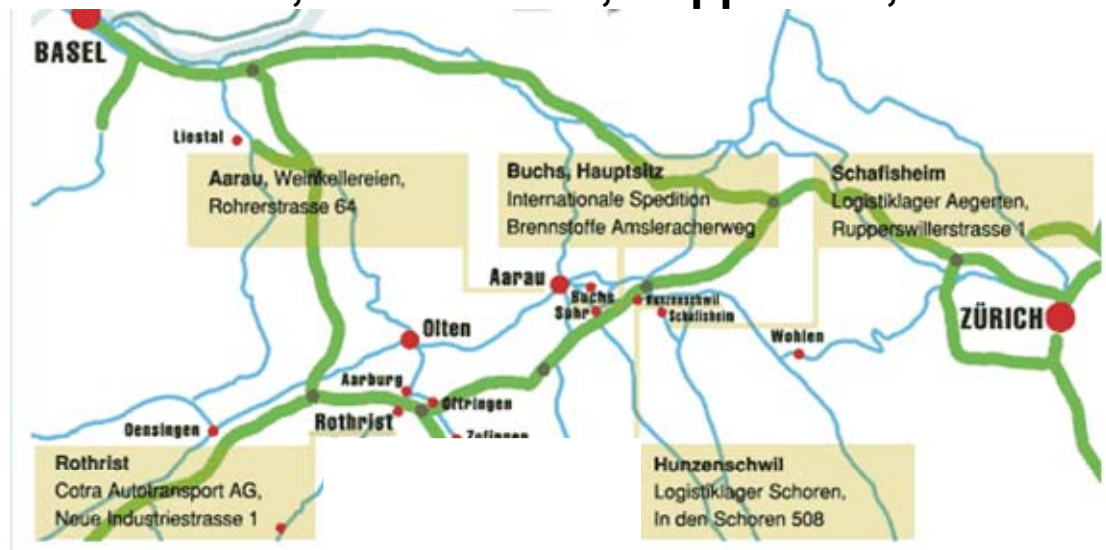 BASEL
Liestal
Aarau, Weinkellereien,
Rohrerstrasse 64
Buchs, Hauptsitz
Internationale Spedition
Brennstoffe Amsleracherweg
Schafisheim
Logistiklager Aegerten,
Rupperswillerstrasse 1
Aarau
Buchs
Suhr
Hunzenschwil
Schafisheim
ZÜRICH
Olten
Wohlen
Aarburg
Oftringen
Rothrist
Oensingen
Zofingen
Rothrist
Cotra Autotransport AG,
Neue Industriestrasse 1
Hunzenschwil
Logistiklager Schoren,
In den Schoren 508